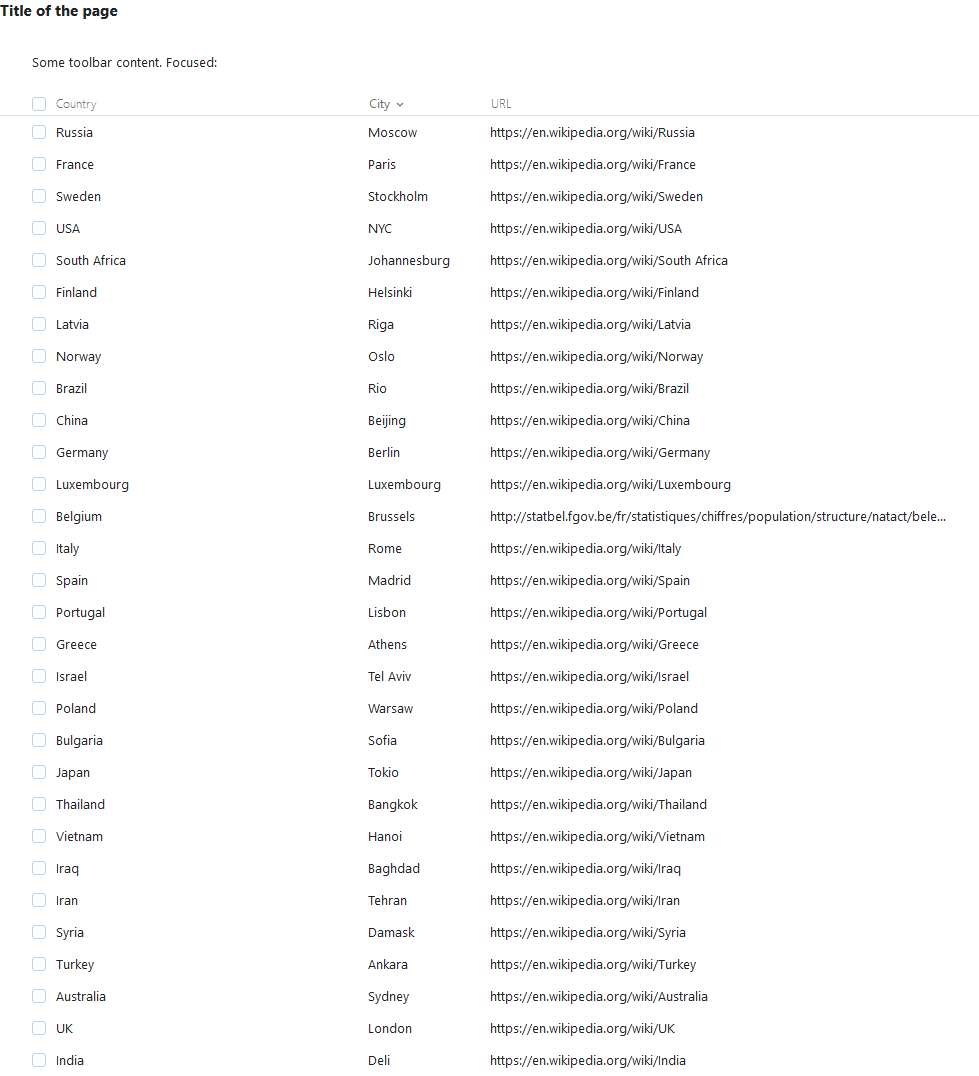 Title of the page
Some toolbar content. Focused:
Country City URL
Russia Moscow https://en.wikipedia.org/wiki/Russia
France Paris https://en.wikipedia.org/wiki/France
Sweden Stockholm https://en.wikipedia.org/wiki/Sweden
USA NYC https://en.wikipedia.org/wiki/USA
South Africa Johannesburg https://en.wikipedia.org/wiki/South Africa
Finland Helsinki https://en.wikipedia.org/wiki/Finland
Latvia Riga https://en.wikipedia.org/wiki/Latvia
Norway Oslo https://en.wikipedia.org/wiki/Norway
Brazil Rio https://en.wikipedia.org/wiki/Brazil
China Beijing https://en.wikipedia.org/wiki/China
Germany Berlin https://en.wikipedia.org/wiki/Germany
Luxembourg Luxembourg https://en.wikipedia.org/wiki/Luxembourg
Belgium Brussels http://statbel.fgov.be/fr/statistiques/chiffres/population/structure/natact/bele...
Italy Rome https://en.wikipedia.org/wiki/Italy
Spain Madrid https://en.wikipedia.org/wiki/Spain
Portugal Lisbon https://en.wikipedia.org/wiki/Portugal
Greece Athens https://en.wikipedia.org/wiki/Greece
Israel Tel Aviv https://en.wikipedia.org/wiki/Israel
Poland Warsaw https://en.wikipedia.org/wiki/Poland
Bulgaria Sofia https://en.wikipedia.org/wiki/Bulgaria
Japan Tokio https://en.wikipedia.org/wiki/Japan
Thailand Bangkok https://en.wikipedia.org/wiki/Thailand
Vietnam Hanoi https://en.wikipedia.org/wiki/Vietnam
Iraq Baghdad https://en.wikipedia.org/wiki/Iraq
Iran Tehran https://en.wikipedia.org/wiki/Iran
Syria Damask https://en.wikipedia.org/wiki/Syria
Turkey Ankara https://en.wikipedia.org/wiki/Turkey
Australia Sydney https://en.wikipedia.org/wiki/Australia
UK London https://en.wikipedia.org/wiki/UK
India Deli https://en.wikipedia.org/wiki/India